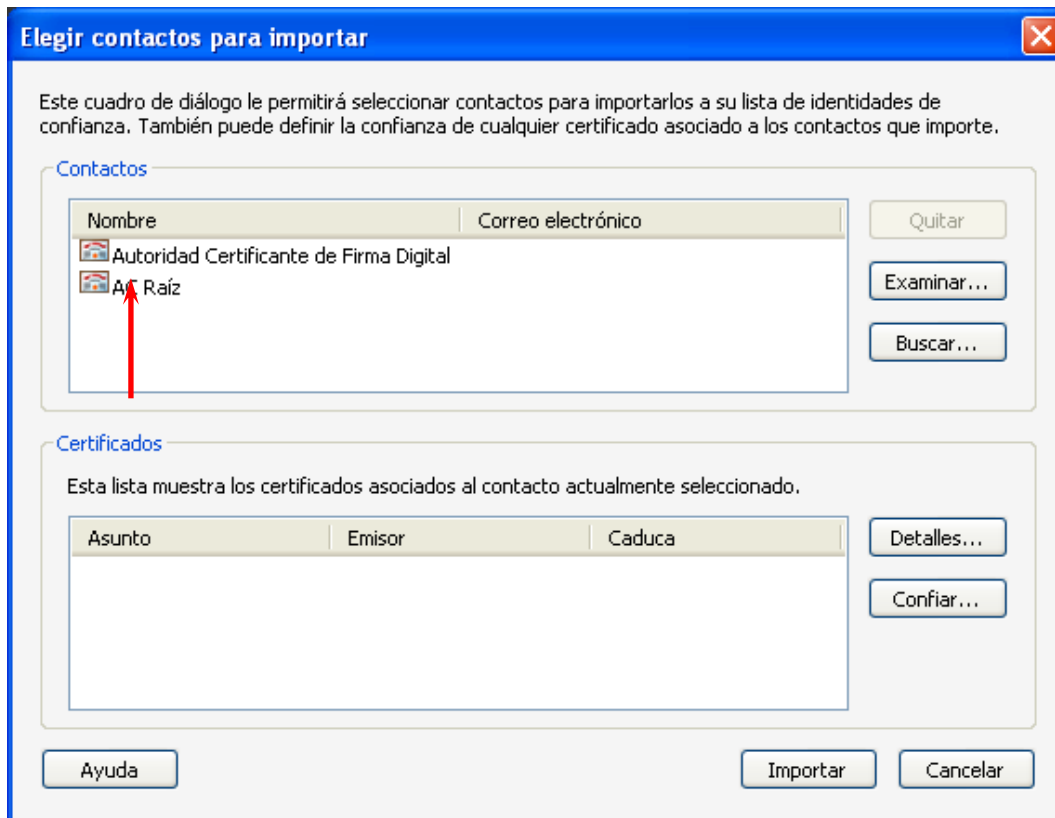 Elegir contactos para importar
Este cuadro de diálogo le permitirá seleccionar contactos para importarlos a su lista de identidades de
confianza. También puede definir la confianza de cualquier certificado asociado a los contactos que importe.
Contactos
Nombre Correo electrónico
Quitar
Autoridad Certificante de Firma Digital
AC Raíz
Examinar...
Buscar...
Certificados
Esta lista muestra los certificados asociados al contacto actualmente seleccionado.
Asunto Emisor Caduca
Detalles...
Confiar...
Ayuda Importar Cancelar